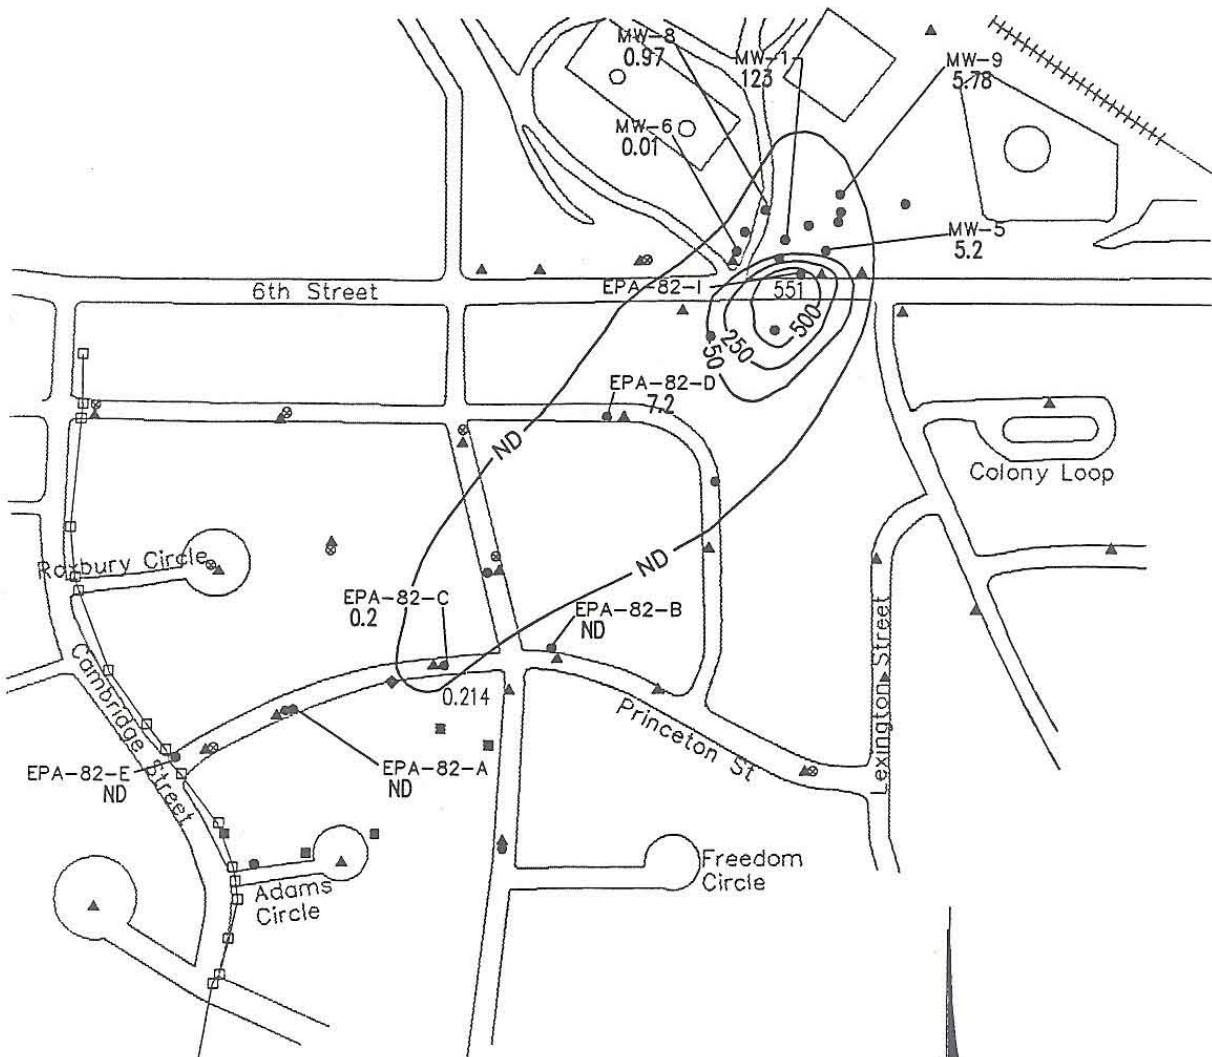 MW-8
0.97
MW-1
123
MW-9
5.78
MW-6
0.01
MW-5
5.2
6th Street
EPA-82-I
551
500
250
50
EPA-82-D
7.2
ND
Colony Loop
ND
Roxbury Circle
EPA-82-C
0.2
EPA-82-B
ND
0.214
Cambridge Street
Princeton St
Lexington Street
EPA-82-E
ND
EPA-82-A
ND
Freedom
Circle
Adams
Circle